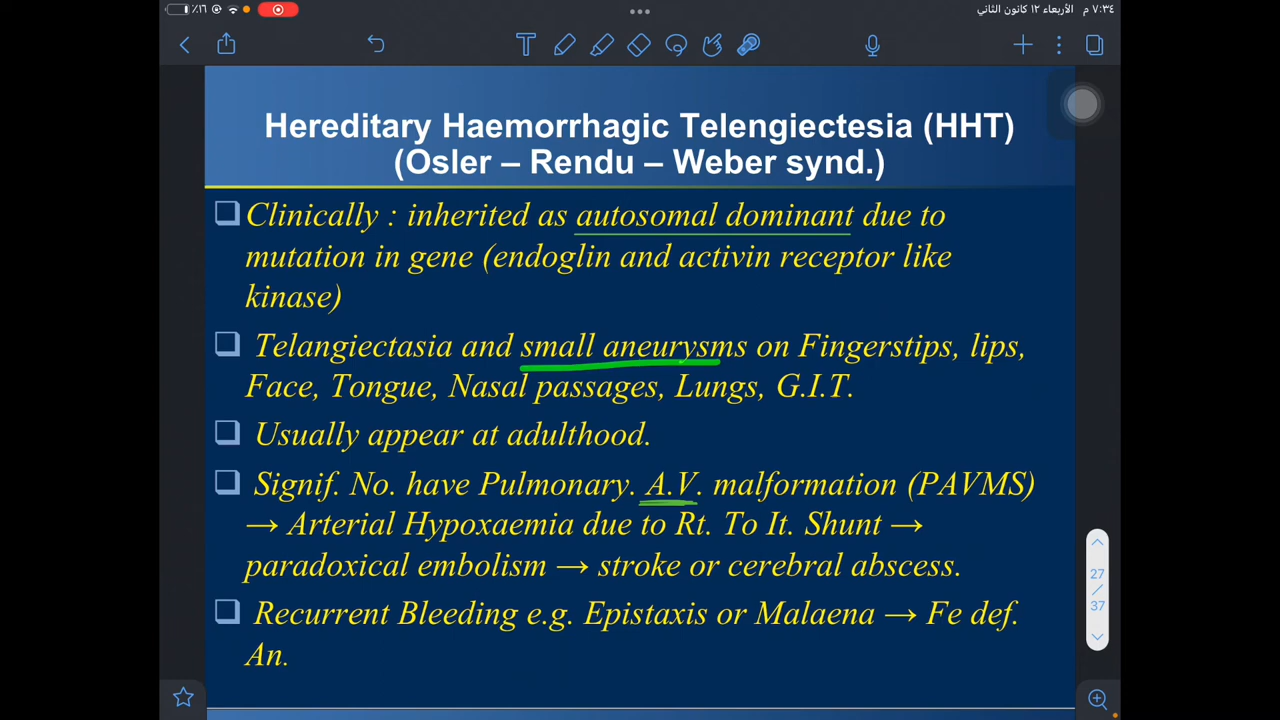 ٪١٦
الأربعاء ١٢ كانون الثاني ٧:٣٤ م
T
Hereditary Haemorrhagic Telengiectesia (HHT)
(Osler – Rendu – Weber synd.)
Clinically : inherited as autosomal dominant due to
mutation in gene (endoglin and activin receptor like
kinase)
Telangiectasia and small aneurysms on Fingerstips, lips,
Face, Tongue, Nasal passages, Lungs, G.I.T.
Usually appear at adulthood.
Signif. No. have Pulmonary. A.V. malformation (PAVMS)
→ Arterial Hypoxaemia due to Rt. To It. Shunt →
paradoxical embolism → stroke or cerebral abscess.
Recurrent Bleeding e.g. Epistaxis or Malaena → Fe def.
An.
27
/
37